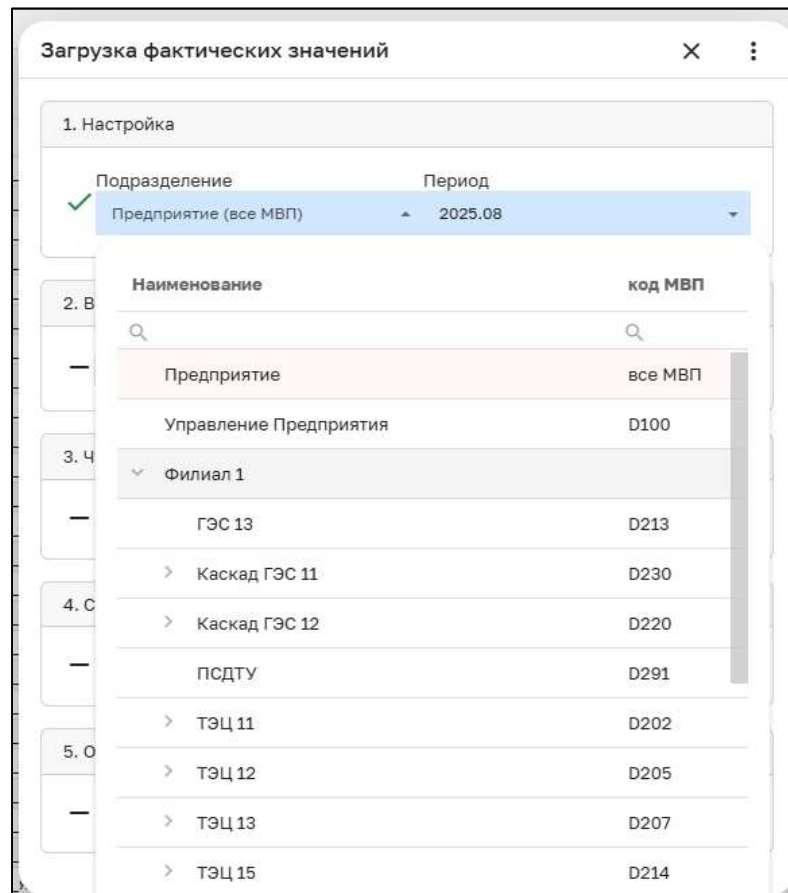 Загрузка фактических значений
1. Настройка
Подразделение Период
Предприятие (все МВП) 2025.08
Наименование код МВП
2. В
Предприятие все МВП
Управление Предприятия D100
3. Ч
Филиал 1
ГЭС 13 D213
Каскад ГЭС 11 D230
4. С
Каскад ГЭС 12 D220
ПСДТУ D291
ТЭЦ 11 D202
5. О
ТЭЦ 12 D205
ТЭЦ 13 D207
ТЭЦ 15 D214